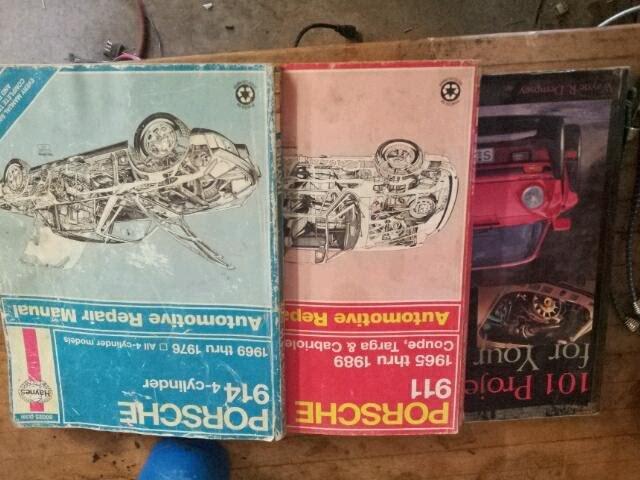 PORSCHE
914 4-cylinder
1969 thru 1976 □ All 4-cylinder models
Automotive Repair Manual
Haynes
PORSCHE
911
1965 thru 1989
Coupe, Targa & Cabriole
Automotive Repa
101 Proje
for Your
Wayne R. Dempsey